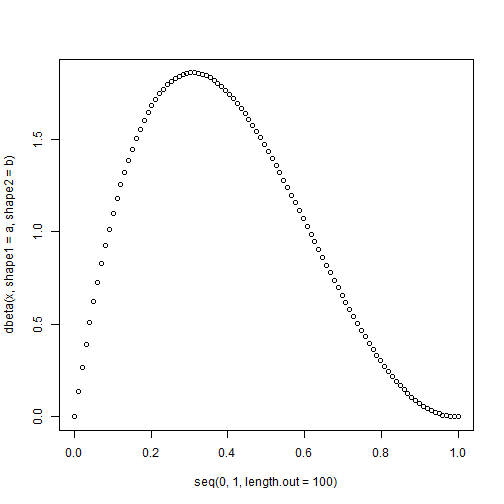 dbeta(x, shape1 = a, shape2 = b)
1.5
1.0
0.5
0.0
0.0 0.2 0.4 0.6 0.8 1.0
seq(0, 1, length.out = 100)